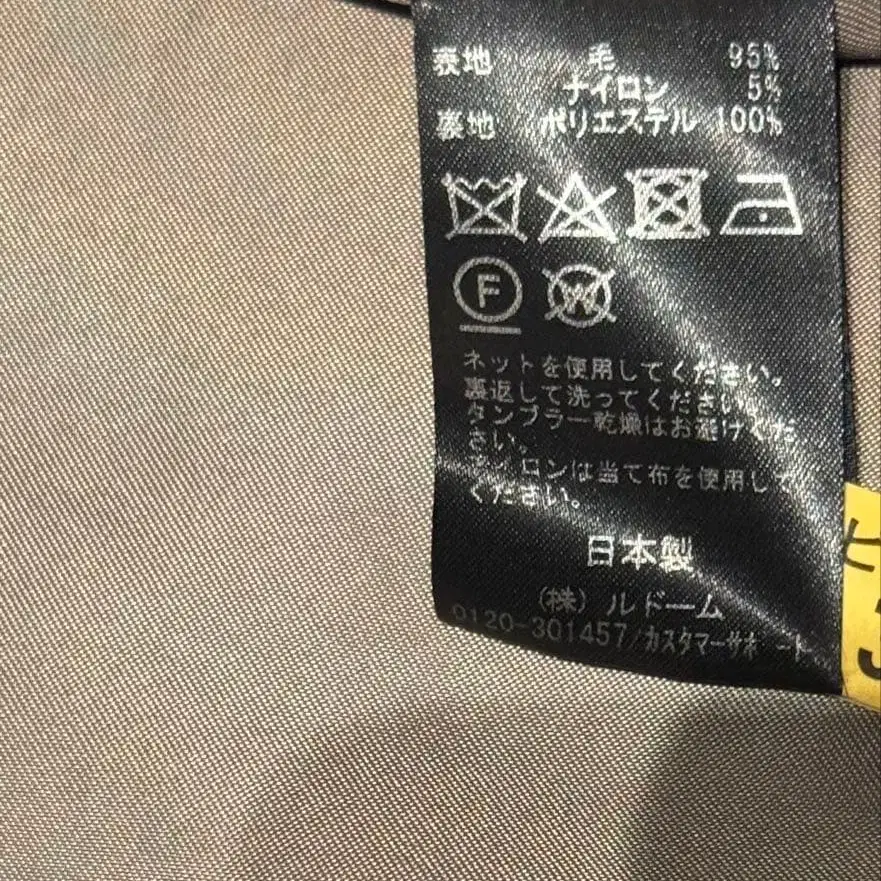 表地 毛 95%
ナイロン 5%
裏地 ポリエステル 100%
F
W
ネットを使用してください。
裏返して洗ってください。
タンブラー乾燥はお避けくだ
さい。
アイロンは当て布を使用して
ください。
日本製
(株) ルドーム
0120-301457/カスタマーサポート